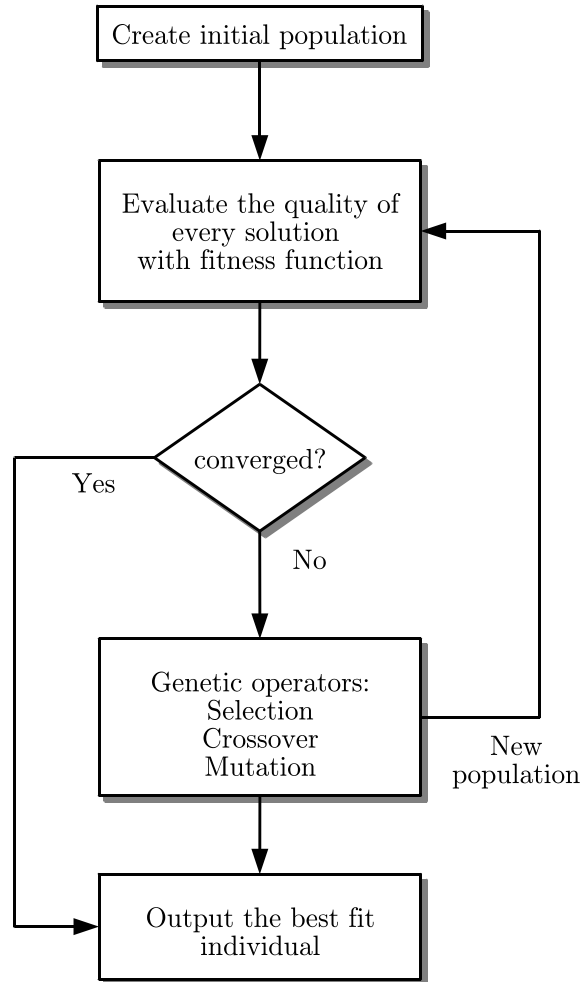 Create initial population
Evaluate the quality of
every solution
with fitness function
converged?
Yes
No
Genetic operators:
Selection
Crossover
Mutation
New
population
Output the best fit
individual